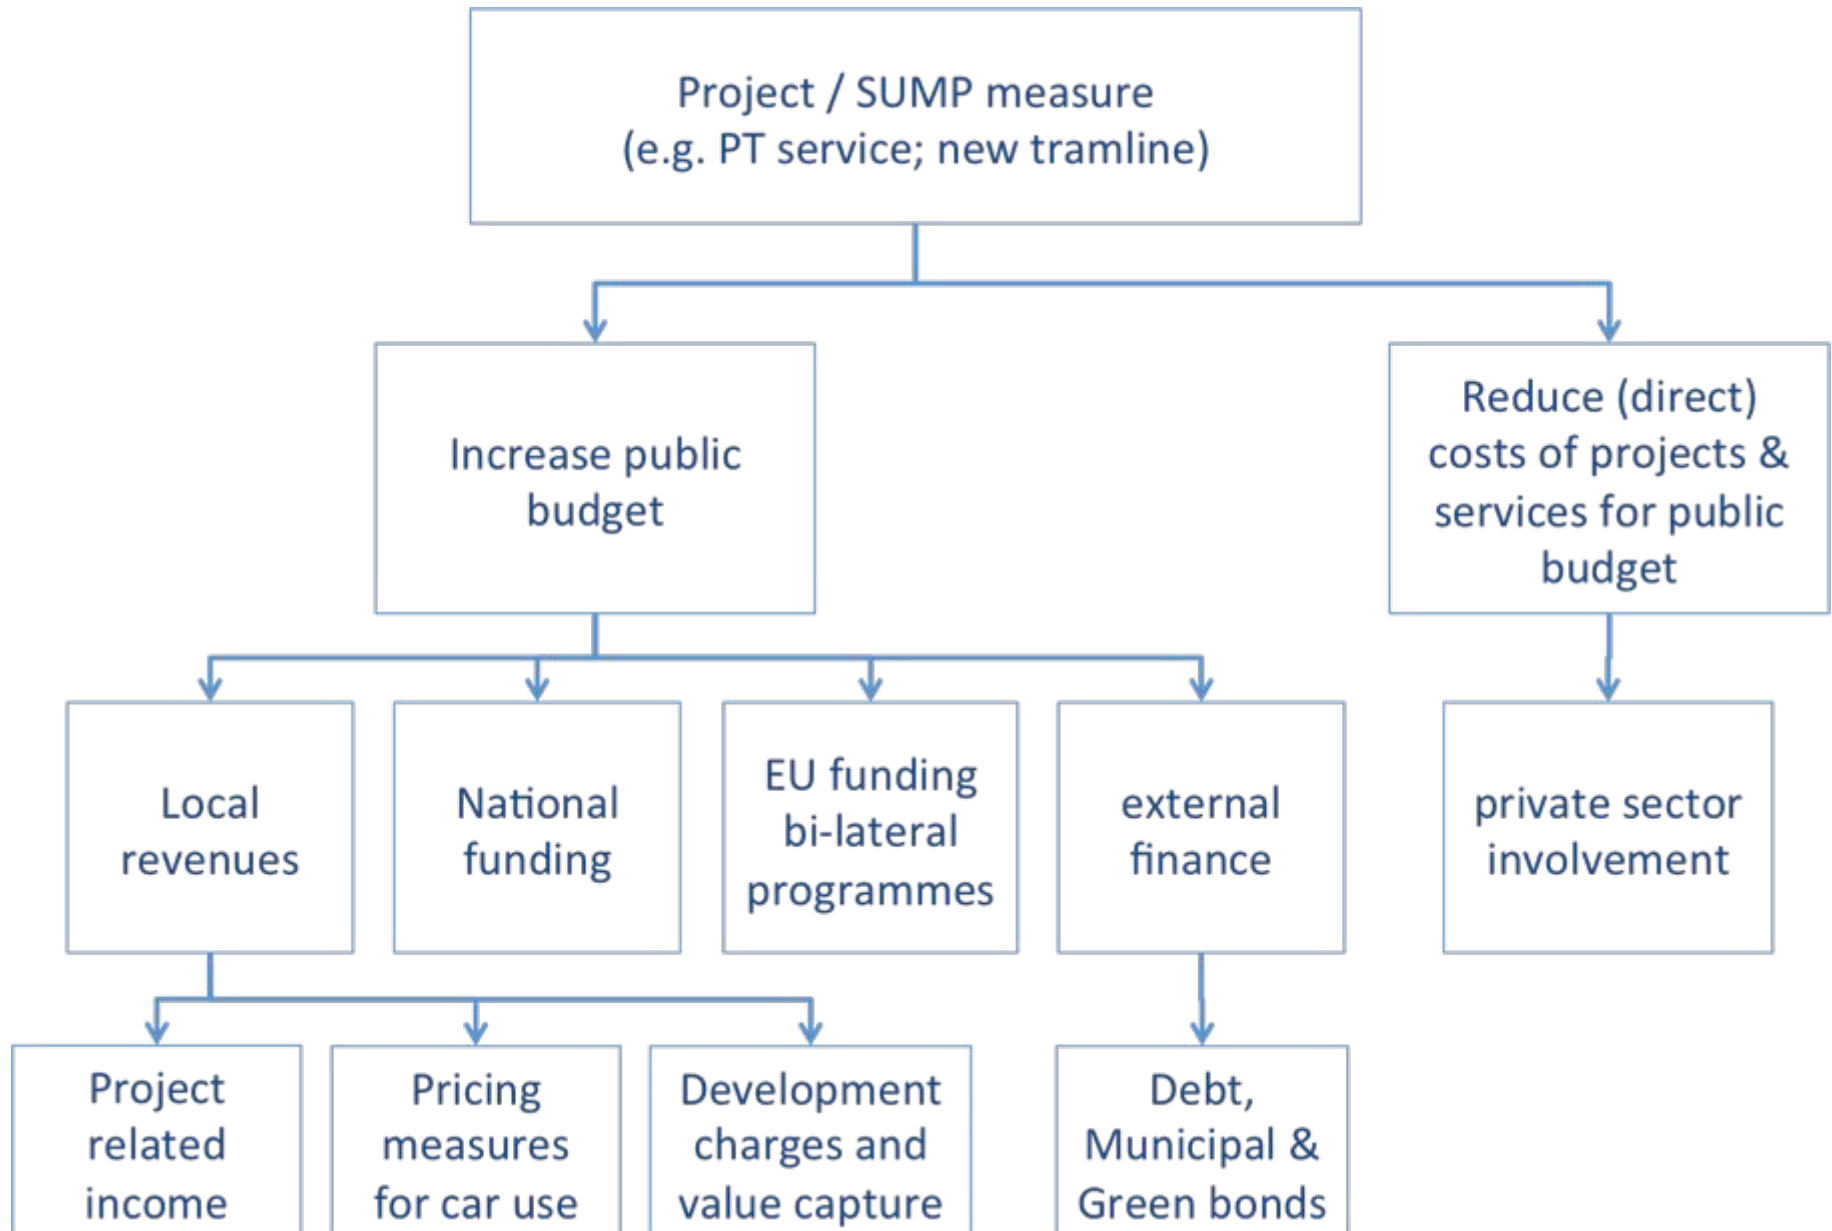 Project / SUMP measure
(e.g. PT service; new tramline)
Increase public
budget
Reduce (direct)
costs of projects &
services for public
budget
Local
revenues
National
funding
EU funding
bi-lateral
programmes
external
finance
private sector
involvement
Project
related
income
Pricing
measures
for car use
Development
charges and
value capture
Debt,
Municipal &
Green bonds